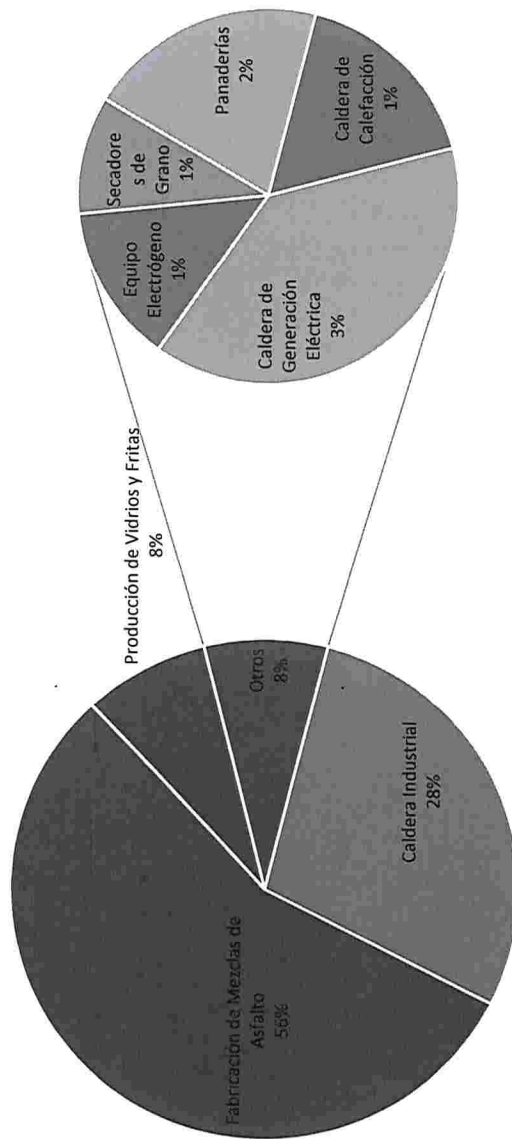 Fabricación de Mezclas de
Asfalto
56%
Producción de Vidrios y Fritas
8%
Otros
8%
Caldera Industrial
28%
Equipo
Electrógeno
1%
Secadore
s de
Grano
1%
Panaderías
2%
Caldera de
Calefacción
1%
Caldera de
Generación
Eléctrica
3%